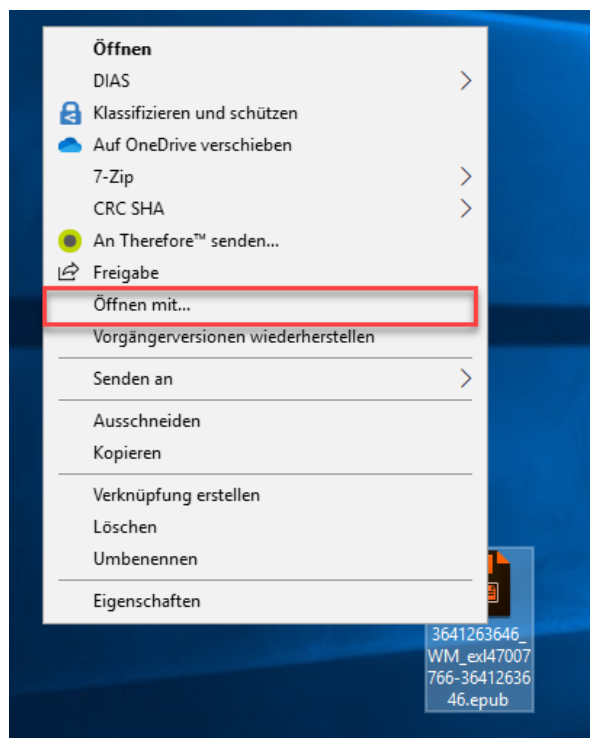 Öffnen
DIAS
Klassifizieren und schützen
Auf OneDrive verschieben
7-Zip
CRC SHA
An Therefore™ senden...
Freigabe
Öffnen mit...
Vorgängerversionen wiederherstellen
Senden an
Ausschneiden
Kopieren
Verknüpfung erstellen
Löschen
Umbenennen
Eigenschaften
3641263646_
WM_exl47007
766-36412636
46.epub